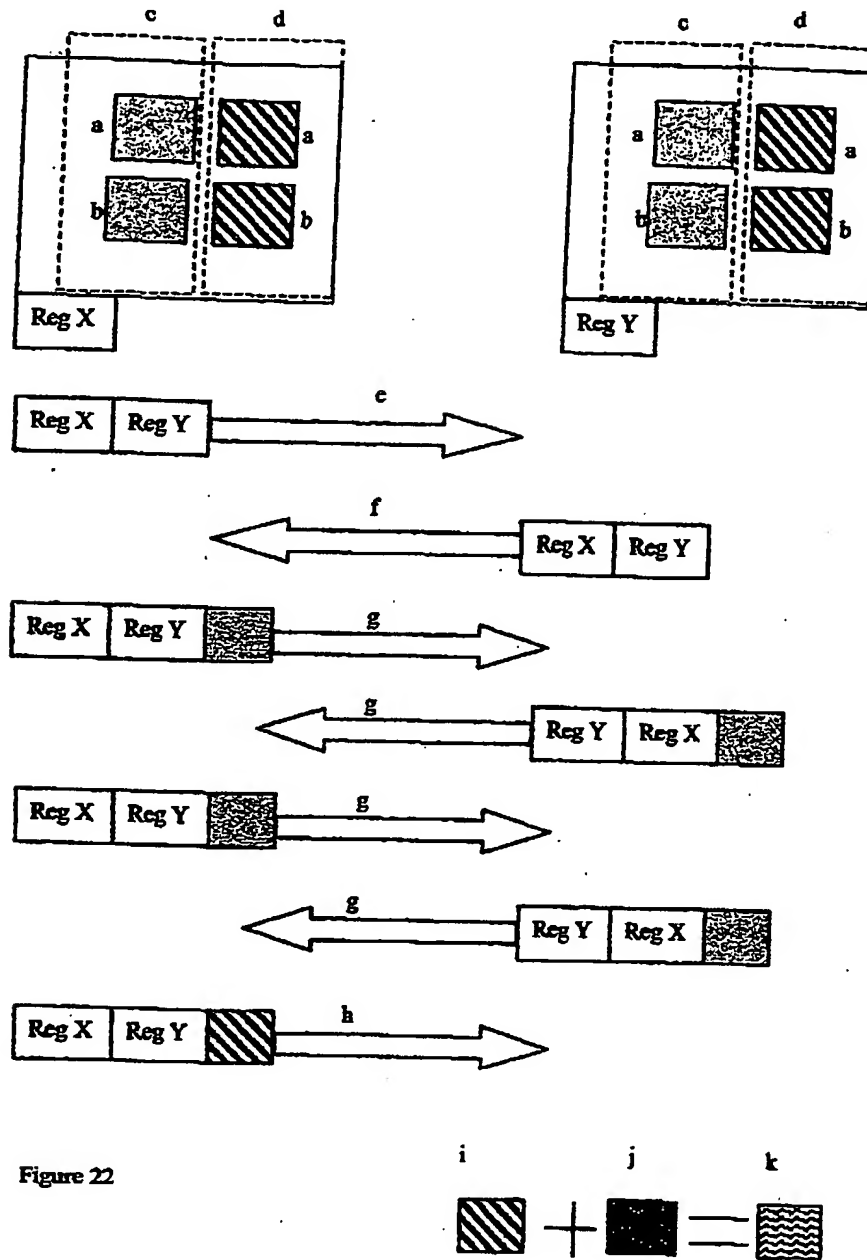 c d c d
a a a a
b b b b
Reg X Reg Y
e
Reg X Reg Y
f
Reg X Reg Y
g
Reg X Reg Y
g
Reg Y Reg X
g
Reg X Reg Y
g
Reg Y Reg X
h
Reg X Reg Y
i j k
Figure 22
+ =